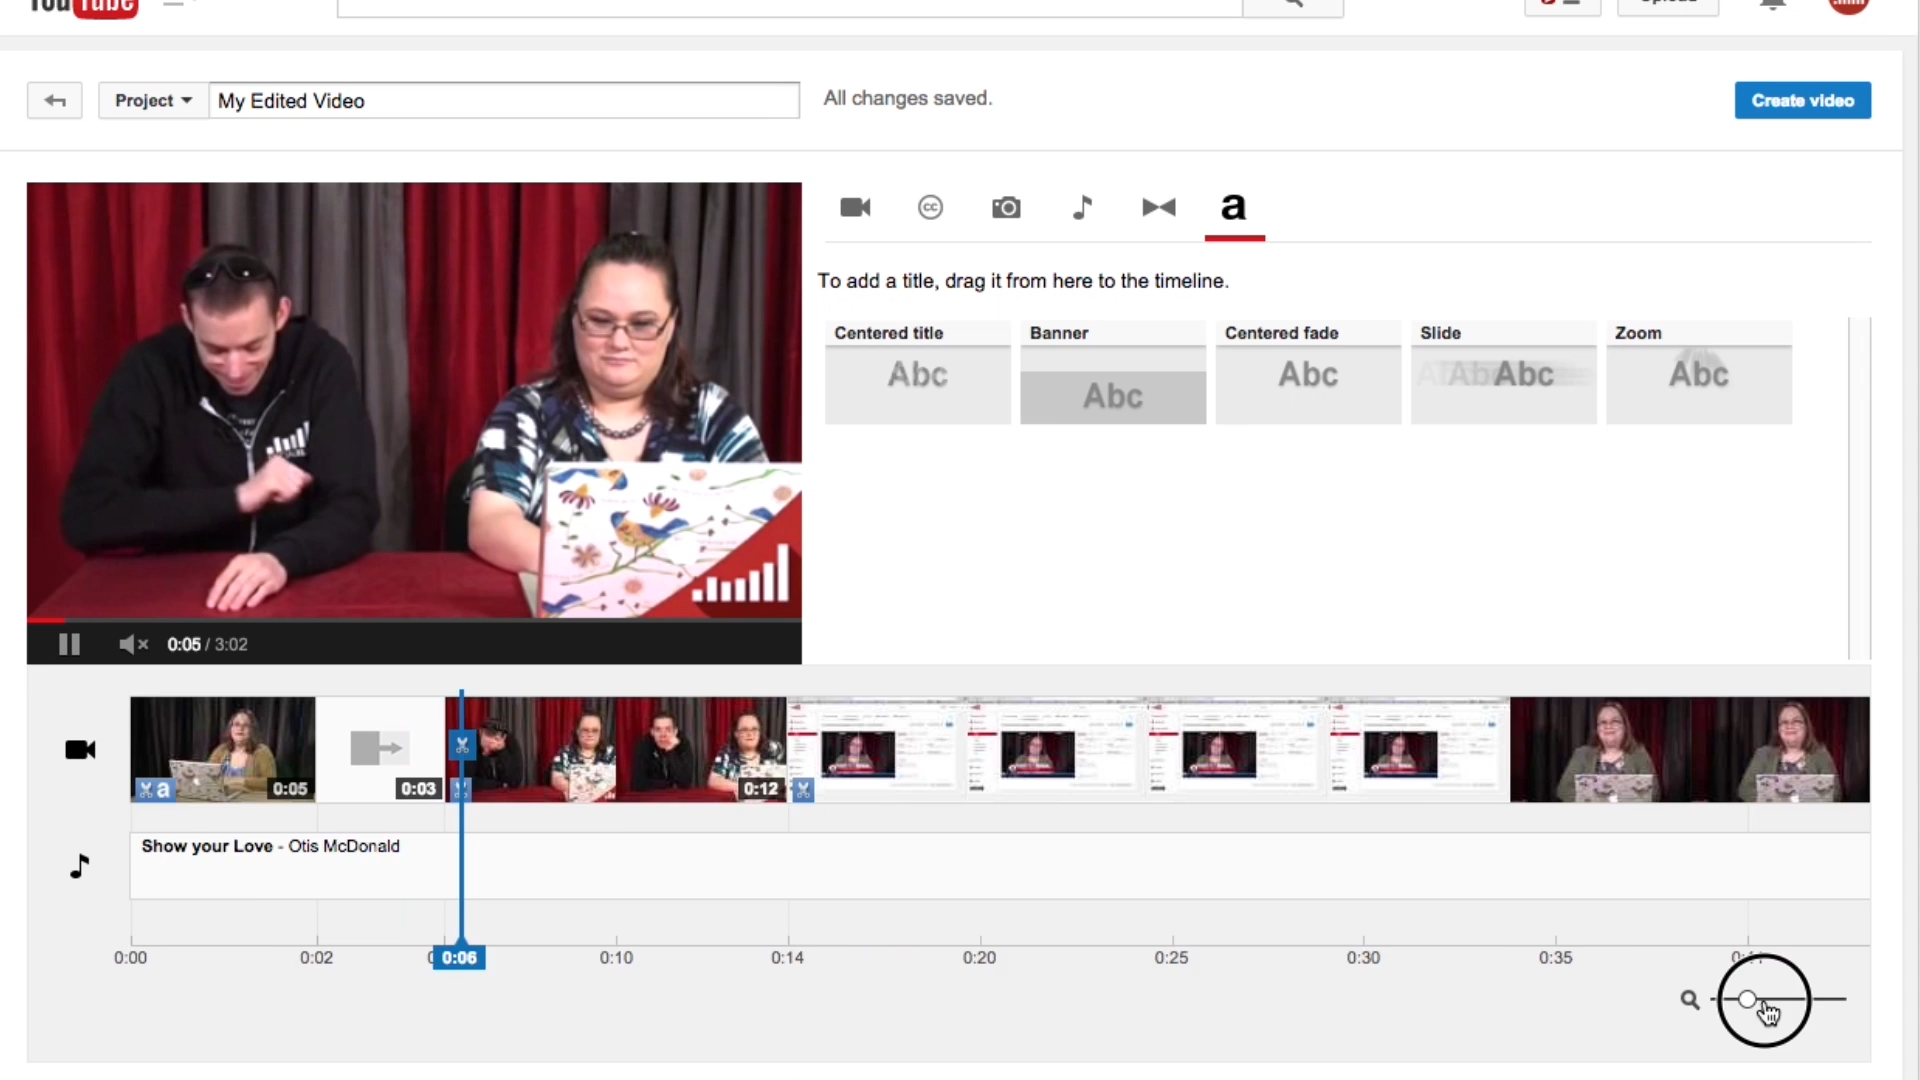 YouTube
Upload
Project
My Edited Video
All changes saved.
Create video
CC
a
To add a title, drag it from here to the timeline.
Centered title
Banner
Centered fade
Slide
Zoom
Abc
Abc
Abc
Abc
Abc
0:05 / 3:02
a
0:05
0:03
0:12
Show your Love - Otis McDonald
0:00
0:02
0:06
0:10
0:14
0:20
0:25
0:30
0:35